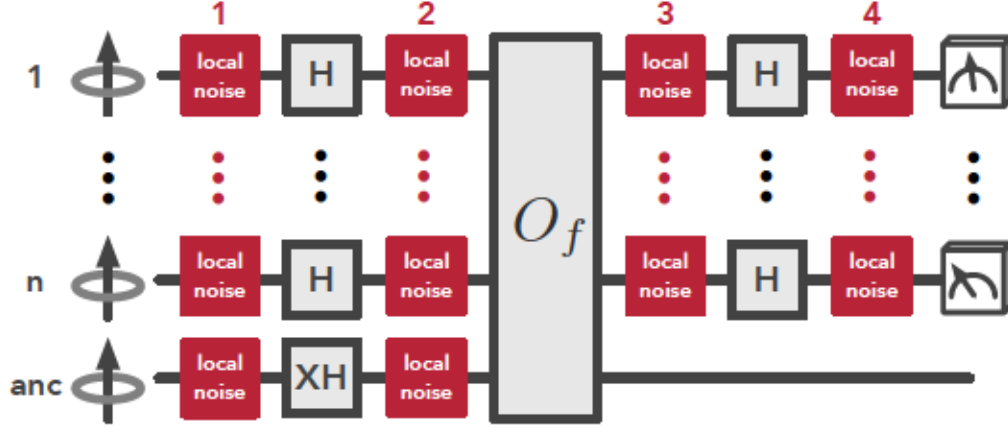 1 2 3 4
1 local noise H local noise local noise H local noise
O_f
n local noise H local noise local noise H local noise
anc local noise XH local noise